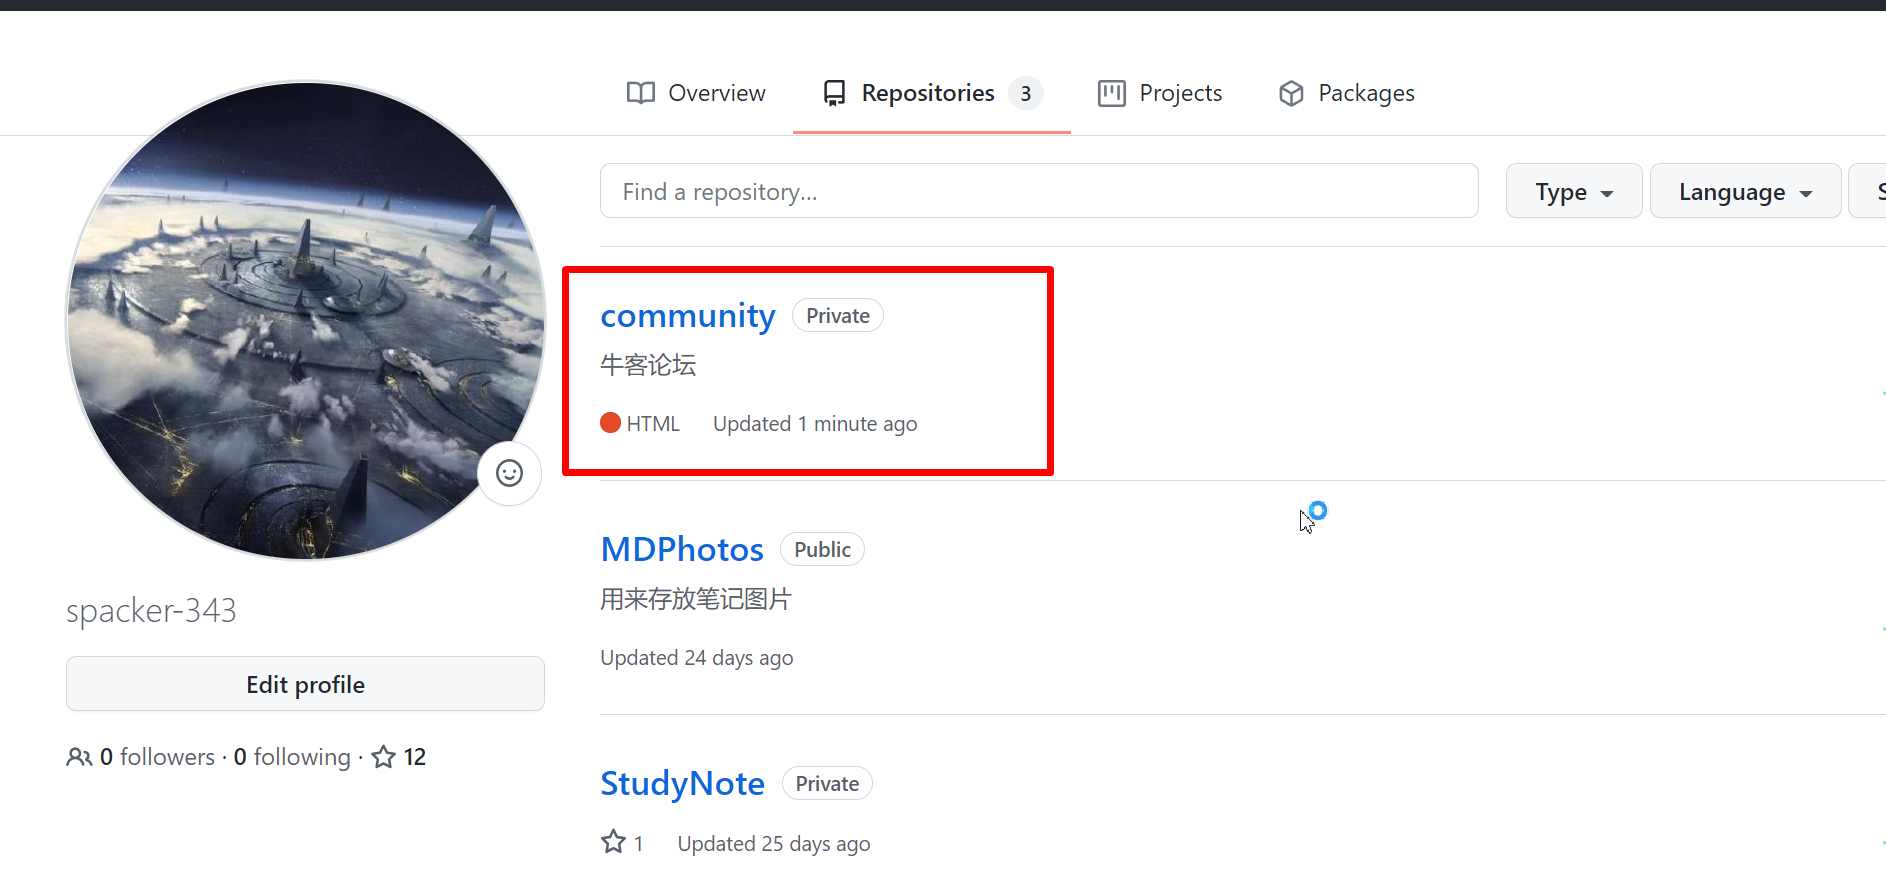 Overview Repositories 3 Projects Packages
Find a repository... Type Language
community Private
牛客论坛
HTML Updated 1 minute ago
MDPhotos Public
用来存放笔记图片
Updated 24 days ago
StudyNote Private
1 Updated 25 days ago
spacker-343
Edit profile
0 followers · 0 following · 12